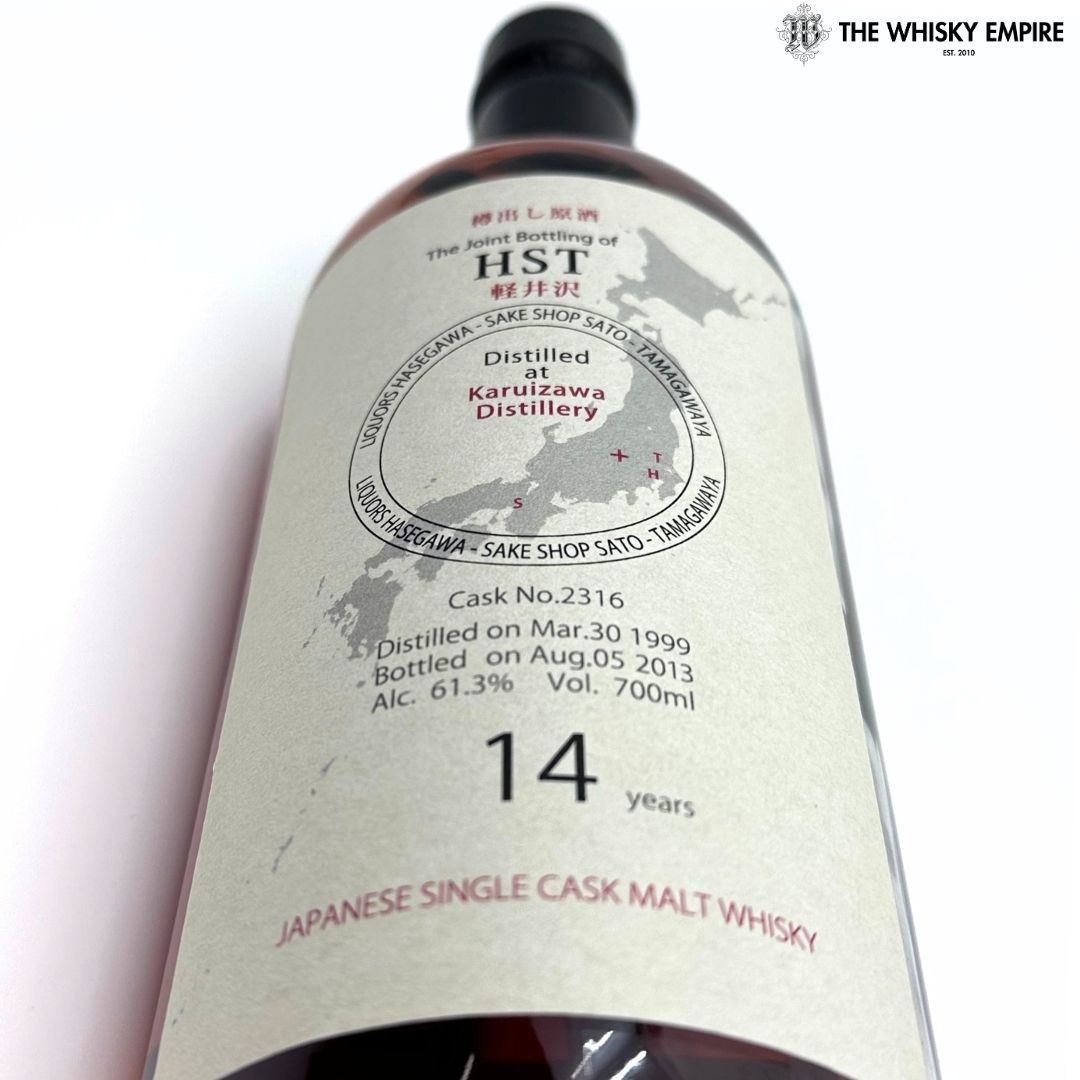 THE WHISKY EMPIRE
EST. 2010
樽出し原酒
The Joint Bottling of
HST
軽井沢
LIQUORS HASEGAWA - SAKE SHOP SATO - TAMAGAWAYA
Distilled
at
Karuizawa
Distillery
T
H
S
LIQUORS HASEGAWA - SAKE SHOP SATO - TAMAGAWAYA
Cask No.2316
Distilled on Mar.30 1999
Bottled on Aug.05 2013
Alc. 61.3% Vol. 700ml
14 years
JAPANESE SINGLE CASK MALT WHISKY